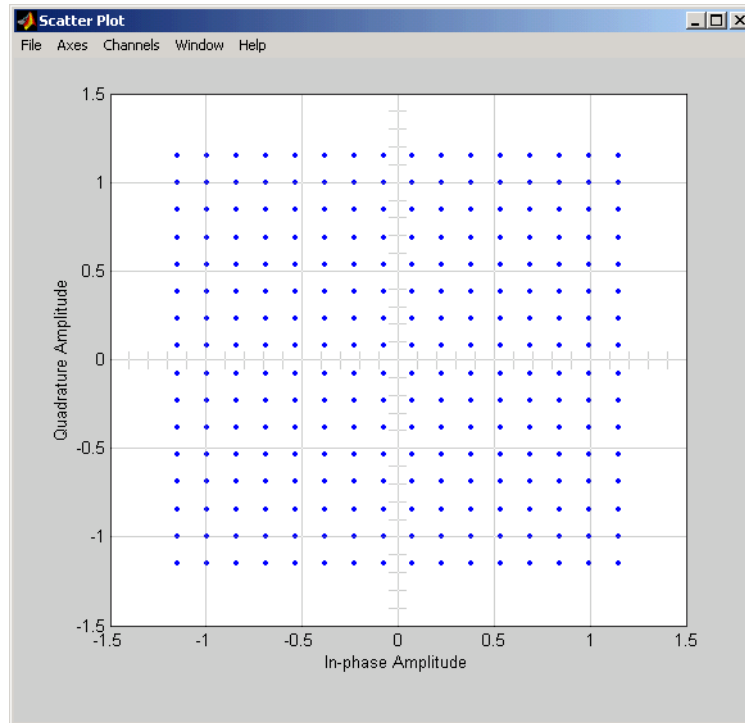 Scatter Plot
File Axes Channels Window Help
1.5
1
0.5
0
-0.5
-1
-1.5
Quadrature Amplitude
-1.5 -1 -0.5 0 0.5 1 1.5
In-phase Amplitude